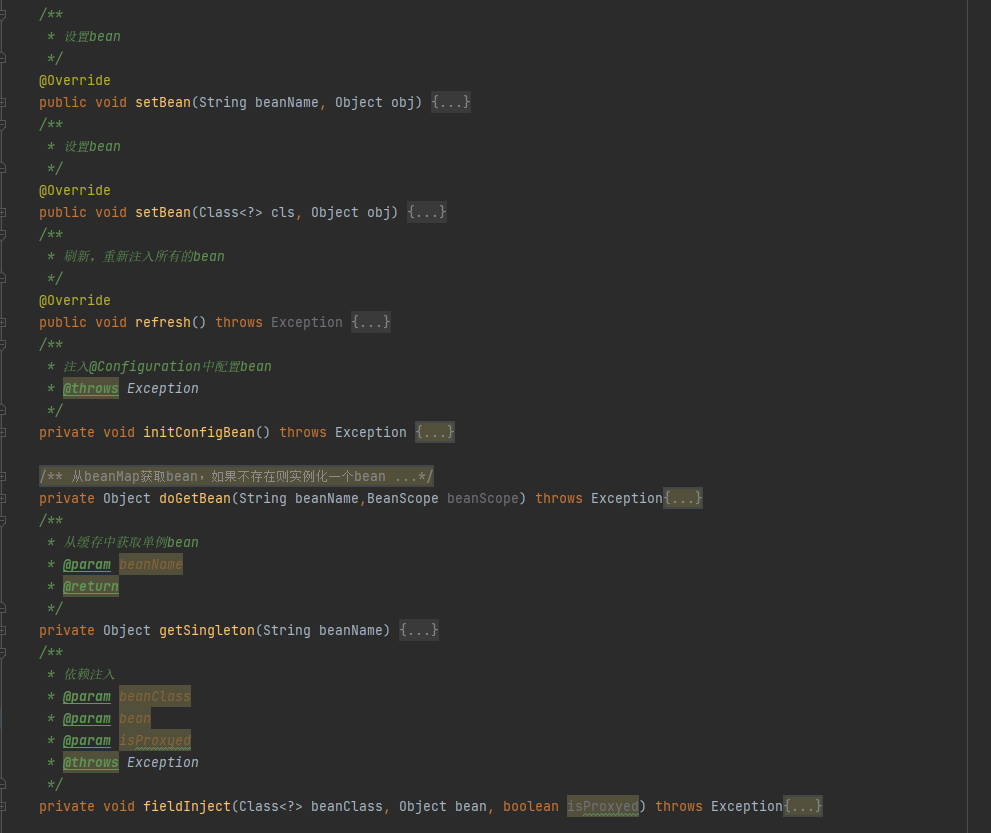 /**
 * 设置bean
 */
@Override
public void setBean(String beanName, Object obj) {...}
/**
 * 设置bean
 */
@Override
public void setBean(Class<?> cls, Object obj) {...}
/**
 * 刷新，重新注入所有的bean
 */
@Override
public void refresh() throws Exception {...}
/**
 * 注入@Configuration中配置bean
 * @throws Exception
 */
private void initConfigBean() throws Exception {...}
/** 从beanMap获取bean，如果不存在则实例化一个bean ...*/
private Object doGetBean(String beanName,BeanScope beanScope) throws Exception{...}
/**
 * 从缓存中获取单例bean
 * @param beanName
 * @return
 */
private Object getSingleton(String beanName) {...}
/**
 * 依赖注入
 * @param beanClass
 * @param bean
 * @param isProxyed
 * @throws Exception
 */
private void fieldInject(Class<?> beanClass, Object bean, boolean isProxyed) throws Exception{...}